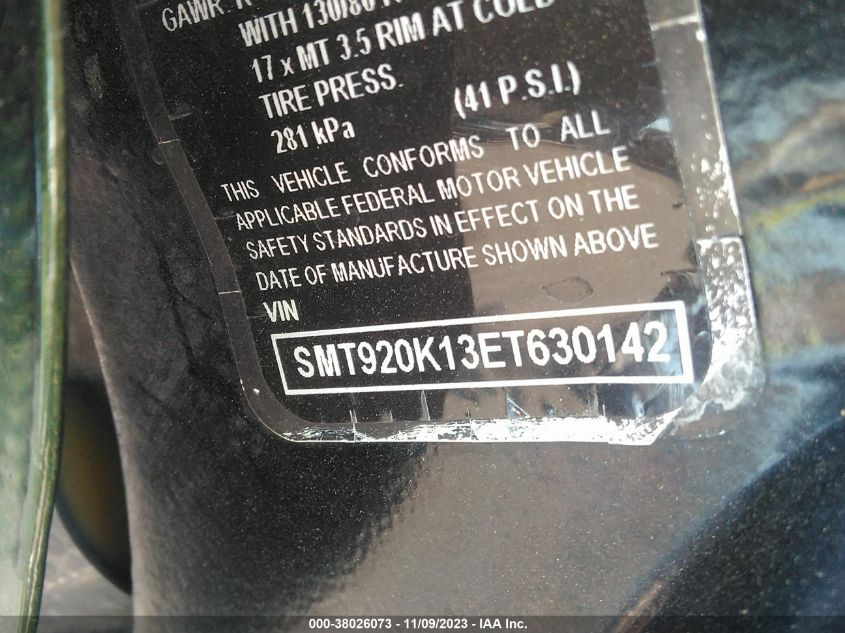 GAWR R
WITH 130/80
17 x MT 3.5 RIM AT COLD
TIRE PRESS.
281 kPa (41 P.S.I.)
THIS VEHICLE CONFORMS TO ALL
APPLICABLE FEDERAL MOTOR VEHICLE
SAFETY STANDARDS IN EFFECT ON THE
DATE OF MANUFACTURE SHOWN ABOVE
VIN
SMT920K13ET630142
000-38026073 - 11/09/2023 - IAA Inc.